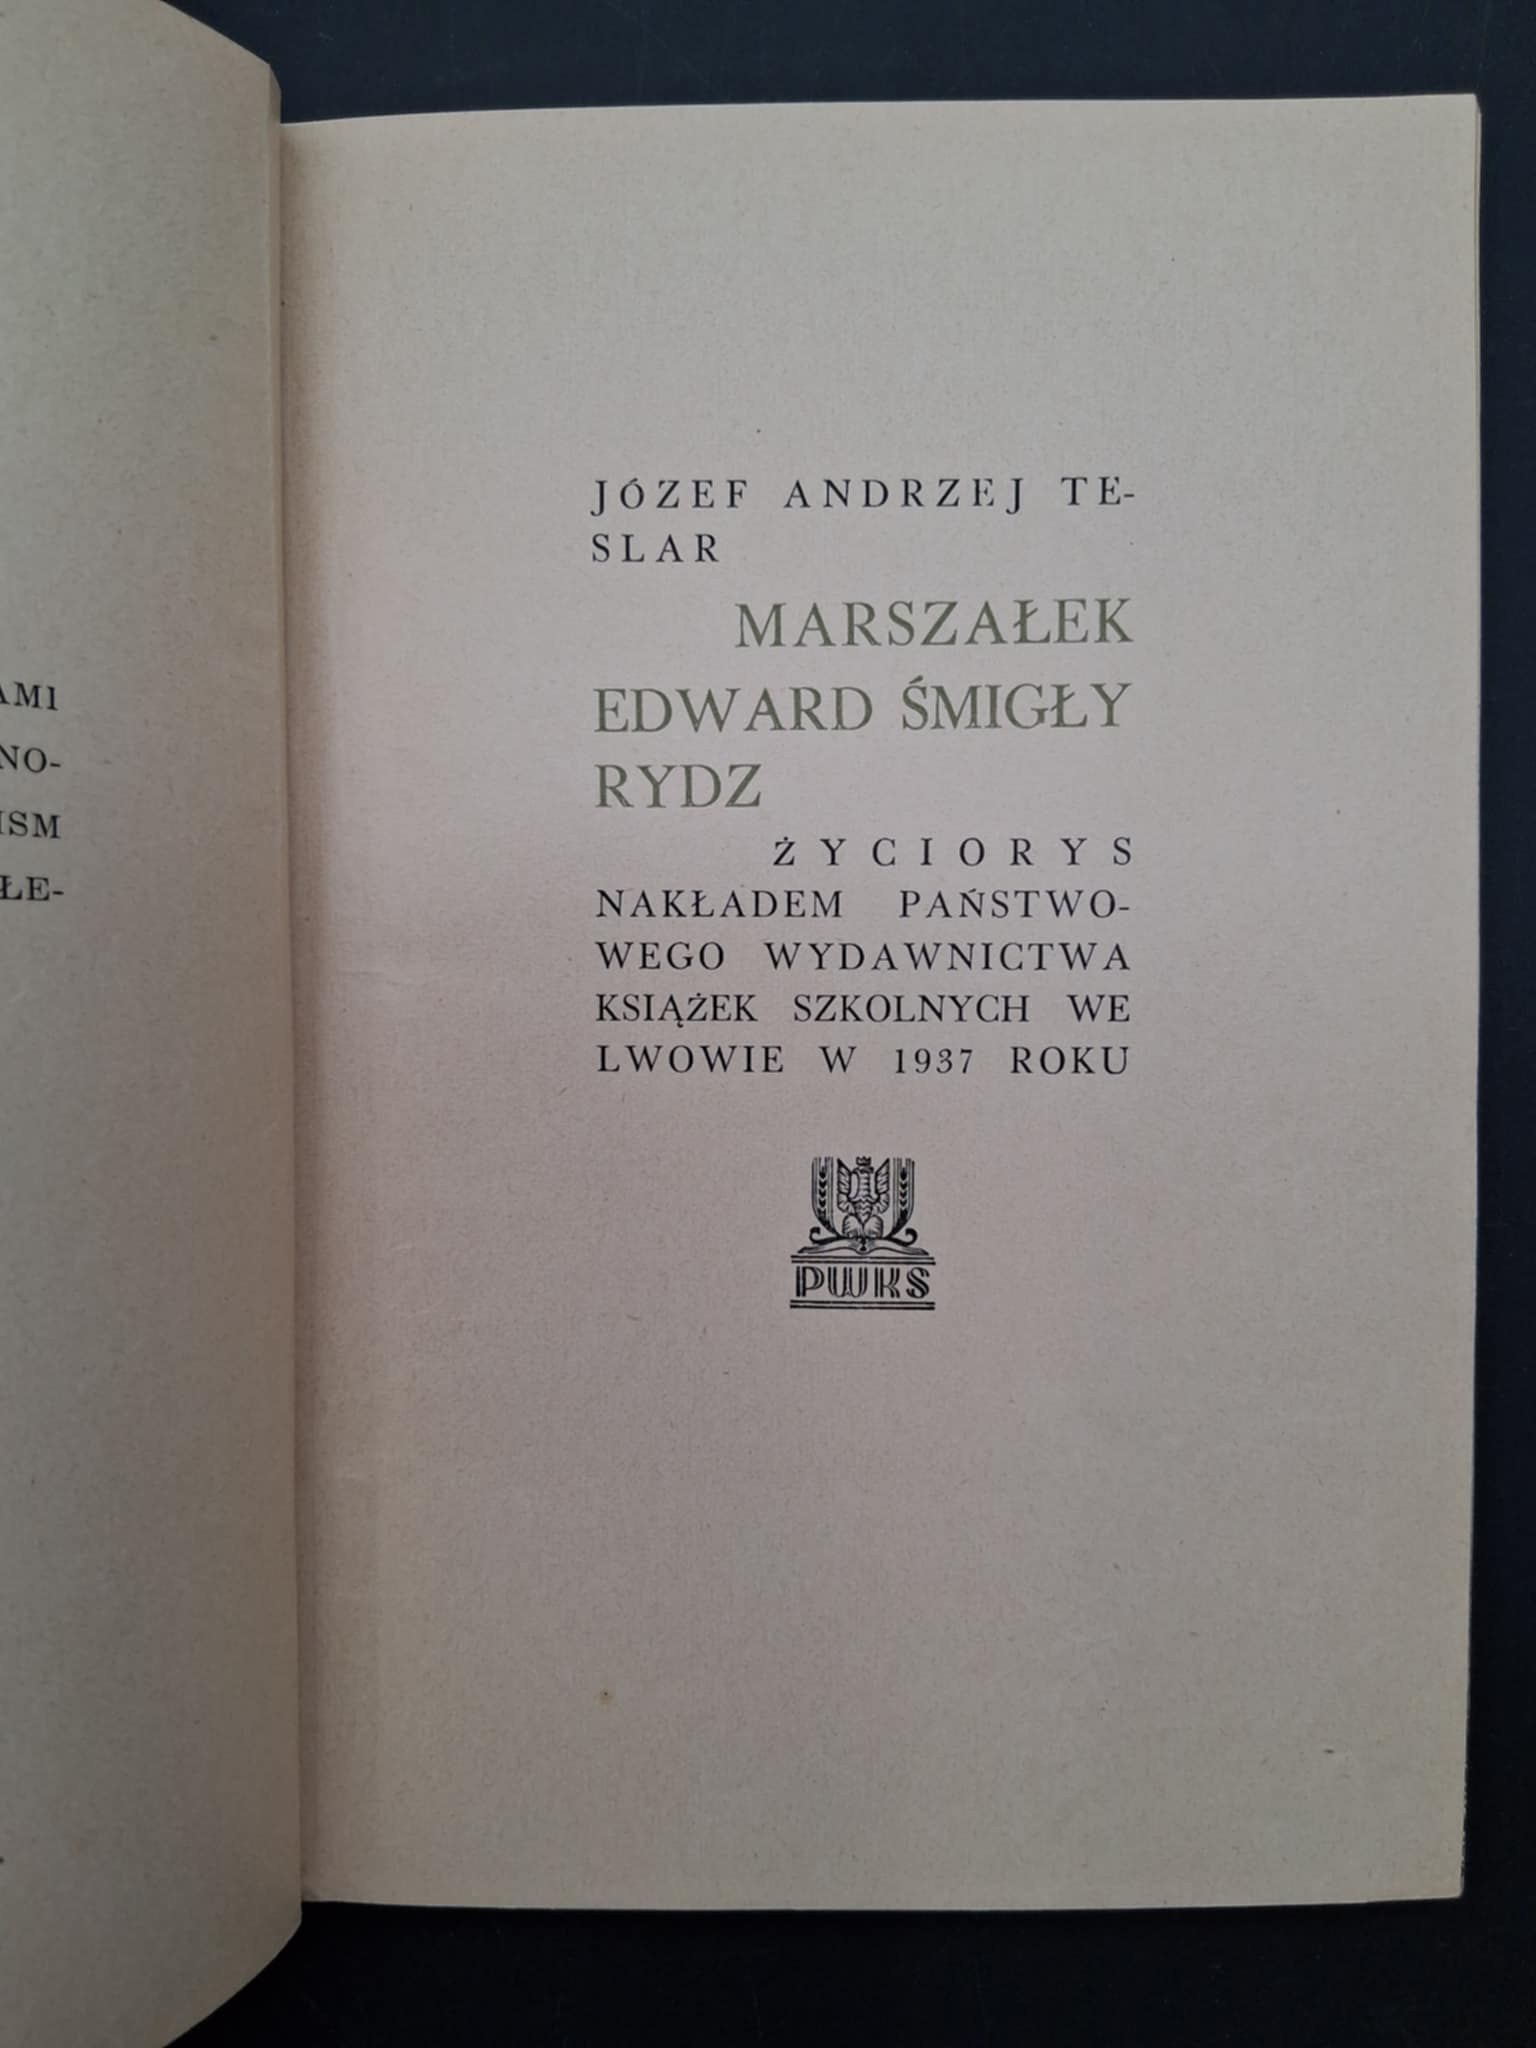 AMI
NO-
ISM
ŁE-
JÓZEF ANDRZEJ TE-
SLAR
MARSZAŁEK
EDWARD ŚMIGŁY
RYDZ
ŻYCIORYS
NAKŁADEM PAŃSTWO-
WEGO WYDAWNICTWA
KSIĄŻEK SZKOLNYCH WE
LWOWIE W 1937 ROKU
PWKS